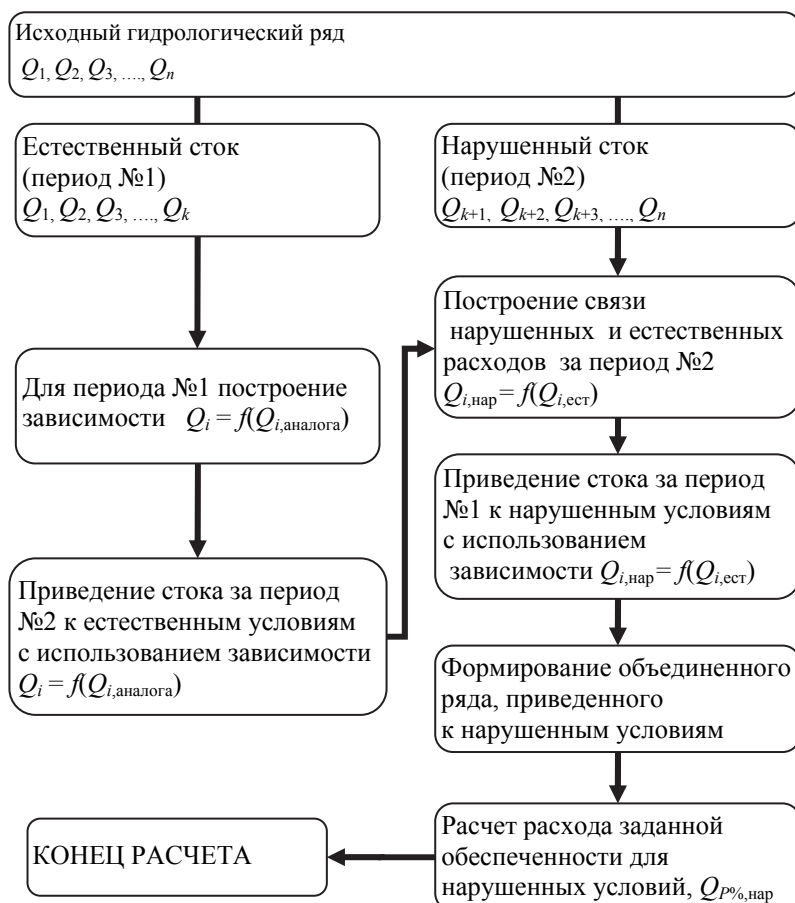 Исходный гидрологический ряд
Q1, Q2, Q3, …., Qn
Естественный сток
(период №1)
Q1, Q2, Q3, …., Qk
Нарушенный сток
(период №2)
Qk+1, Qk+2, Qk+3, …., Qn
Для периода №1 построение
зависимости Qi = f(Qi,аналога)
Приведение стока за период
№2 к естественным условиям
с использованием зависимости
Qi = f(Qi,аналога)
Построение связи
нарушенных и естественных
расходов за период №2
Qi,нар= f(Qi,ест)
Приведение стока за период
№1 к нарушенным условиям
с использованием
зависимости Qi,нар= f(Qi,ест)
Формирование объединенного
ряда, приведенного
к нарушенным условиям
Расчет расхода заданной
обеспеченности для
нарушенных условий, QP%,нар
КОНЕЦ РАСЧЕТА